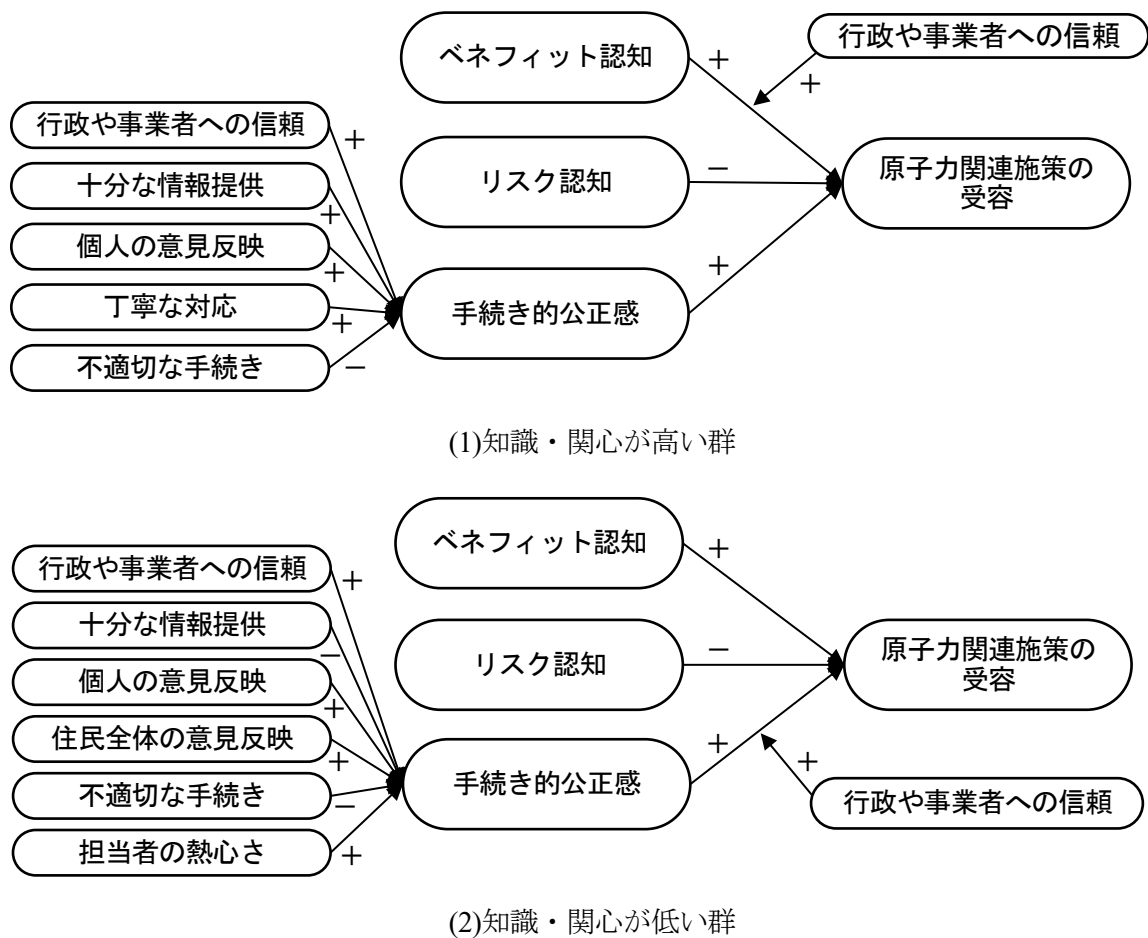 ベネフィット認知
+
行政や事業者への信頼
+
行政や事業者への信頼
+
十分な情報提供
+
個人の意見反映
+
丁寧な対応
+
不適切な手続き
−
リスク認知
−
原子力関連施策の
受容
手続き的公正感
+
(1)知識・関心が高い群
ベネフィット認知
+
行政や事業者への信頼
+
十分な情報提供
−
個人の意見反映
+
住民全体の意見反映
+
不適切な手続き
−
担当者の熱心さ
+
リスク認知
−
原子力関連施策の
受容
手続き的公正感
+
+
行政や事業者への信頼
(2)知識・関心が低い群